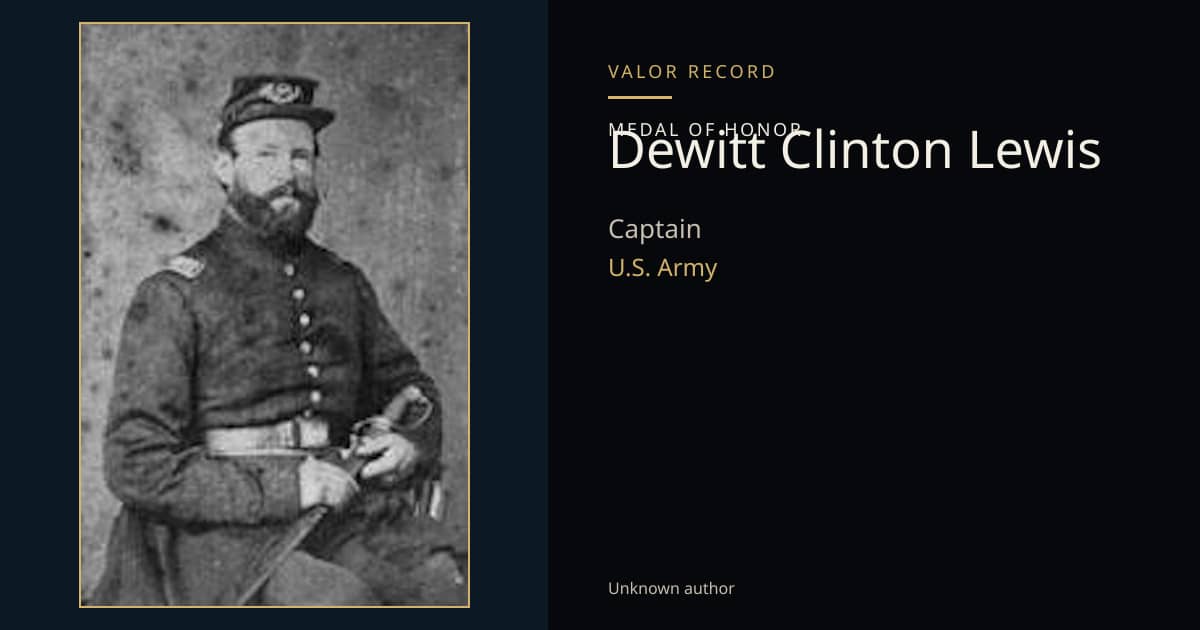 VALOR RECORD
MEDAL OF HONOR
Dewitt Clinton Lewis
Captain
U.S. Army
Unknown author